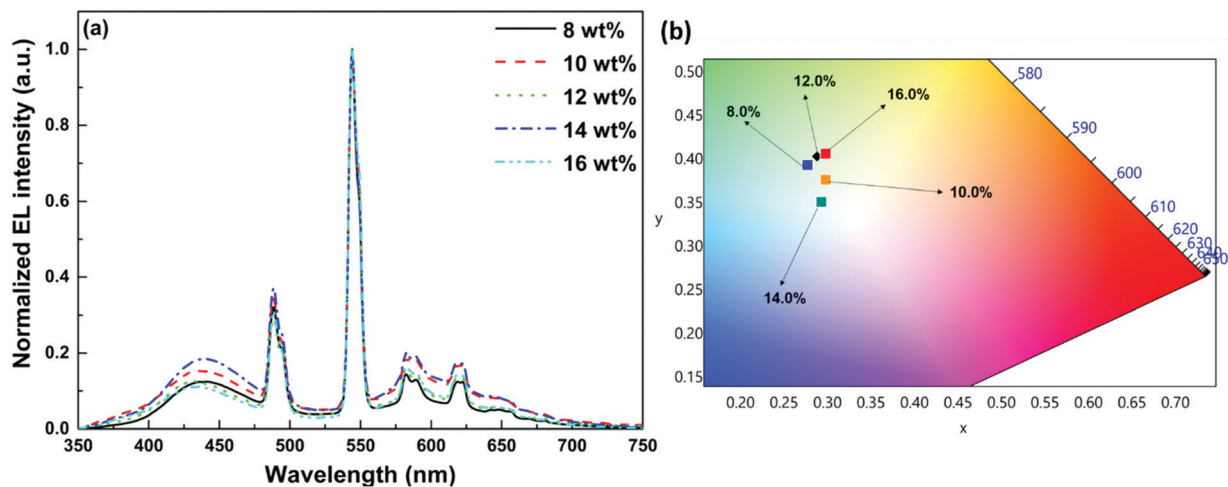 (a)
8 wt%
10 wt%
12 wt%
14 wt%
16 wt%
Normalized EL intensity (a.u.)
1.0
0.8
0.6
0.4
0.2
0.0
350 400 450 500 550 600 650 700 750
Wavelength (nm)
(b)
0.50
0.45
0.40
0.35
0.30
0.25
0.20
0.15
y
12.0%
16.0%
8.0%
10.0%
14.0%
580
590
600
610
620
630
640
650
0.20 0.25 0.30 0.35 0.40 0.45 0.50 0.55 0.60 0.65 0.70
x